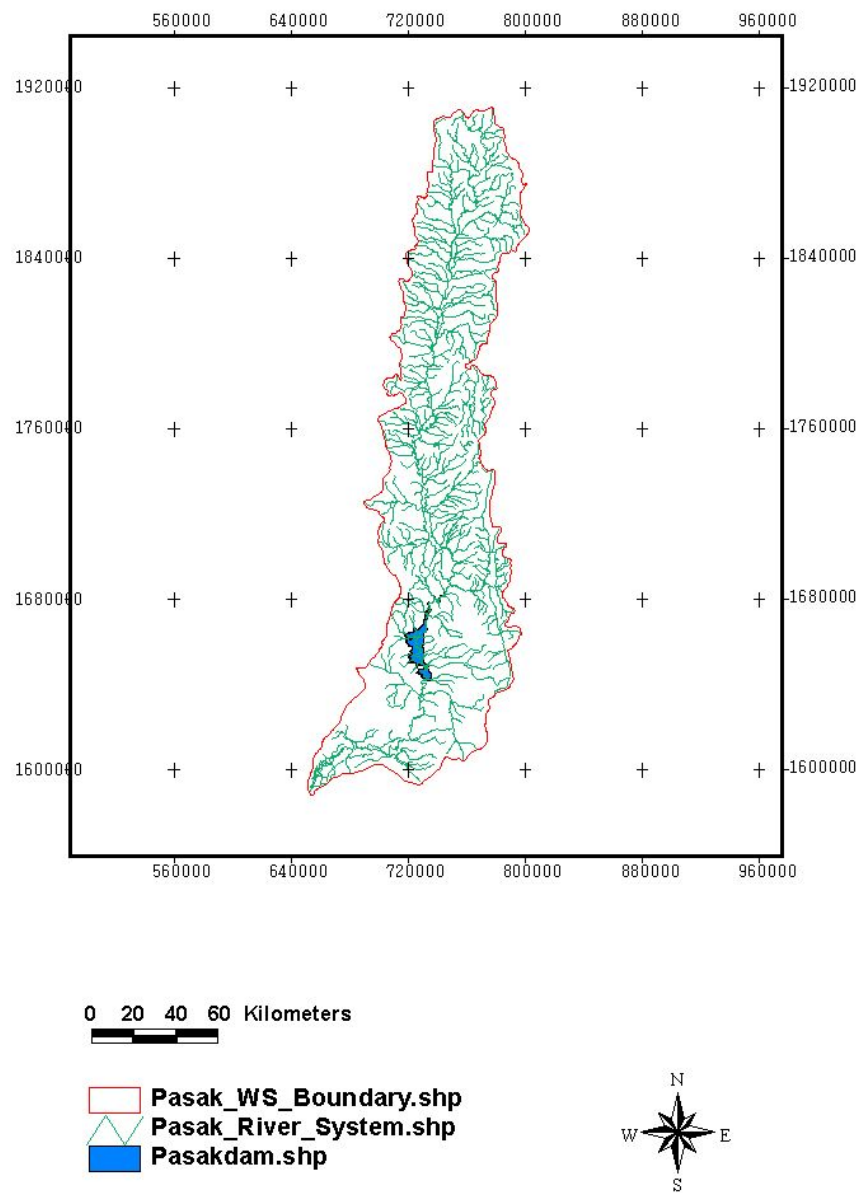 560000 640000 720000 800000 880000 960000
1920000 1920000
1840000 1840000
1760000 1760000
1680000 1680000
1600000 1600000
560000 640000 720000 800000 880000 960000
0 20 40 60 Kilometers
Pasak_WS_Boundary.shp
Pasak_River_System.shp
Pasakdam.shp
N
W E
S